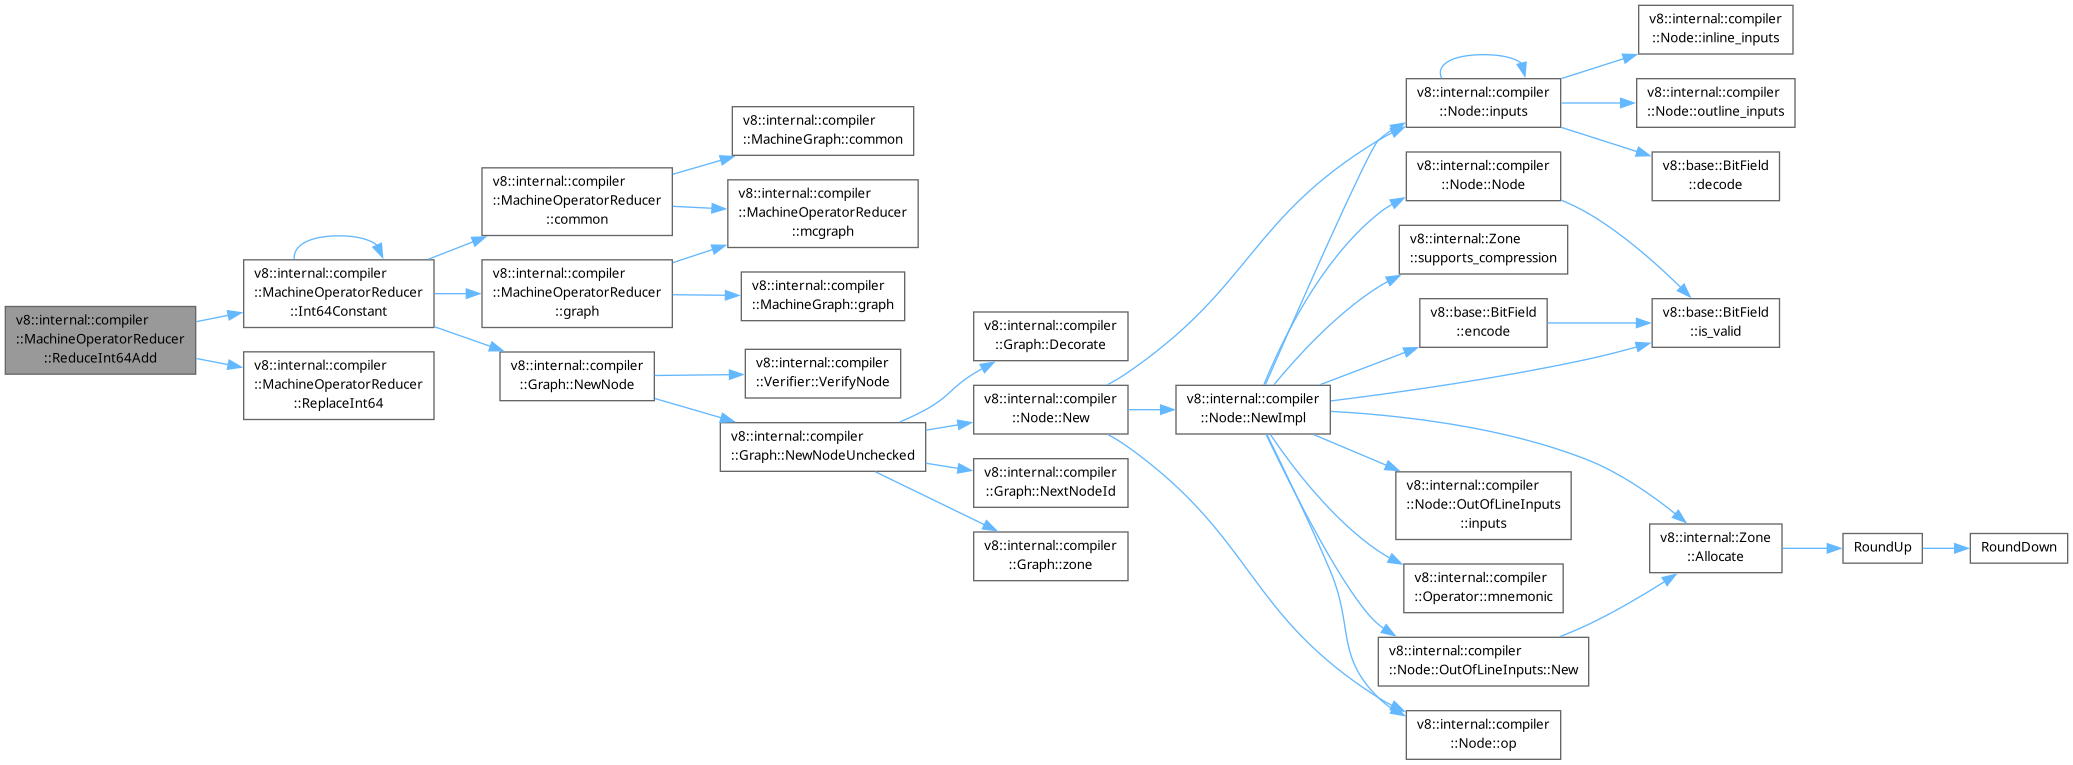 v8::internal::compiler
::MachineOperatorReducer
::ReduceInt64Add
v8::internal::compiler
::MachineOperatorReducer
::Int64Constant
v8::internal::compiler
::MachineOperatorReducer
::ReplaceInt64
v8::internal::compiler
::MachineOperatorReducer
::common
v8::internal::compiler
::MachineOperatorReducer
::graph
v8::internal::compiler
::Graph::NewNode
v8::internal::compiler
::MachineGraph::common
v8::internal::compiler
::MachineOperatorReducer
::mcgraph
v8::internal::compiler
::MachineGraph::graph
v8::internal::compiler
::Verifier::VerifyNode
v8::internal::compiler
::Graph::NewNodeUnchecked
v8::internal::compiler
::Graph::Decorate
v8::internal::compiler
::Node::New
v8::internal::compiler
::Graph::NextNodeId
v8::internal::compiler
::Graph::zone
v8::internal::compiler
::Node::NewImpl
v8::internal::compiler
::Node::inputs
v8::internal::compiler
::Node::Node
v8::internal::Zone
::supports_compression
v8::base::BitField
::encode
v8::internal::compiler
::Node::OutOfLineInputs
::inputs
v8::internal::compiler
::Operator::mnemonic
v8::internal::compiler
::Node::OutOfLineInputs::New
v8::internal::compiler
::Node::op
v8::internal::compiler
::Node::inline_inputs
v8::internal::compiler
::Node::outline_inputs
v8::base::BitField
::decode
v8::base::BitField
::is_valid
v8::internal::Zone
::Allocate
RoundUp
RoundDown